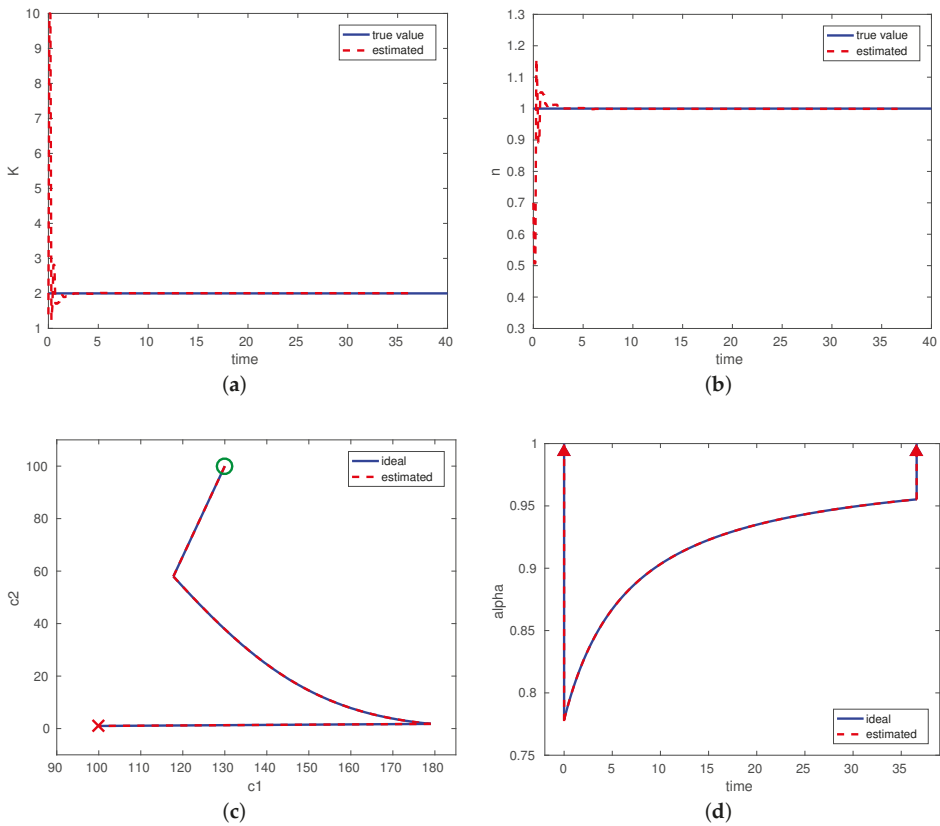 10
9
8
7
6
5
4
3
2
1
K
0 5 10 15 20 25 30 35 40
time
true value
estimated
(a)
1.3
1.2
1.1
1
0.9
0.8
0.7
0.6
0.5
0.4
0.3
n
0 5 10 15 20 25 30 35 40
time
true value
estimated
(b)
100
80
60
40
20
0
c2
90 100 110 120 130 140 150 160 170 180
c1
ideal
estimated
(c)
1
0.95
0.9
0.85
0.8
0.75
alpha
0 5 10 15 20 25 30 35
time
ideal
estimated
(d)